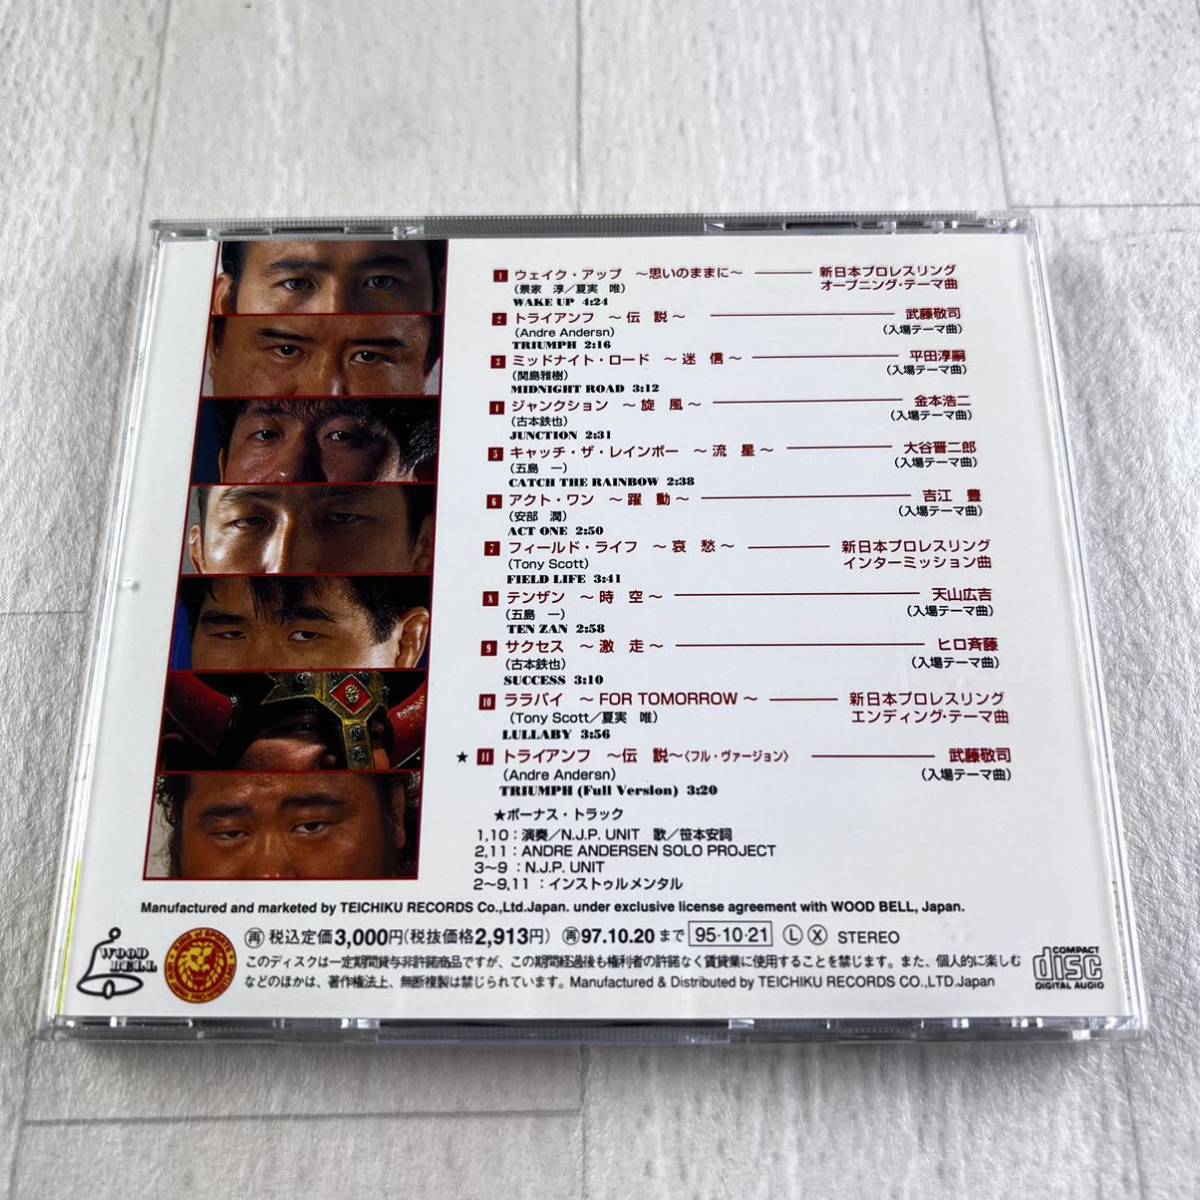 1 ウェイク・アップ ～思いのままに～ 新日本プロレスリング
(景家 淳／夏実 唯) オープニング・テーマ曲
WAKE UP 4:24
2 トライアンフ ～伝 説～ 武藤敬司
(Andre Andersn) (入場テーマ曲)
TRIUMPH 2:16
3 ミッドナイト・ロード ～迷 信～ 平田淳嗣
(関島雅樹) (入場テーマ曲)
MIDNIGHT ROAD 3:12
4 ジャンクション ～旋 風～ 金本浩二
(古本鉄也) (入場テーマ曲)
JUNCTION 2:31
5 キャッチ・ザ・レインボー ～流 星～ 大谷晋二郎
(五島 一) (入場テーマ曲)
CATCH THE RAINBOW 2:38
6 アクト・ワン ～躍 動～ 吉江 豊
(安部 潤) (入場テーマ曲)
ACT ONE 2:50
7 フィールド・ライフ ～哀 愁～ 新日本プロレスリング
(Tony Scott) インターミッション曲
FIELD LIFE 3:41
8 テンザン ～時 空～ 天山広吉
(五島 一) (入場テーマ曲)
TEN ZAN 2:58
9 サクセス ～激 走～ ヒロ斉藤
(古本鉄也) (入場テーマ曲)
SUCCESS 3:10
10 ララバイ ～FOR TOMORROW～ 新日本プロレスリング
(Tony Scott／夏実 唯) エンディング・テーマ曲
LULLABY 3:56
★ 11 トライアンフ ～伝 説～〈フル・ヴァージョン〉 武藤敬司
(Andre Andersn) (入場テーマ曲)
TRIUMPH (Full Version) 3:20
★ボーナス・トラック
1,10：演奏／N.J.P. UNIT 歌／笹本安詞
2,11：ANDRE ANDERSEN SOLO PROJECT
3～9：N.J.P. UNIT
2～9,11：インストゥルメンタル
Manufactured and marketed by TEICHIKU RECORDS Co.,Ltd.Japan. under exclusive license agreement with WOOD BELL, Japan.
WOOD
BELL
KING of SPORTS
㋐税込定価3,000円(税抜価格2,913円) 97.10.20まで 95・10・21 Ⓛ Ⓧ STEREO
このディスクは一定期間貸与非許諾商品ですが、この期間経過後も権利者の許諾なく賃貸業に使用することを禁じます。また、個人的に楽しむ
などのほかは、著作権法上、無断複製は禁じられています。Manufactured & Distributed by TEICHIKU RECORDS CO.,LTD.Japan
COMPACT
disc
DIGITAL AUDIO